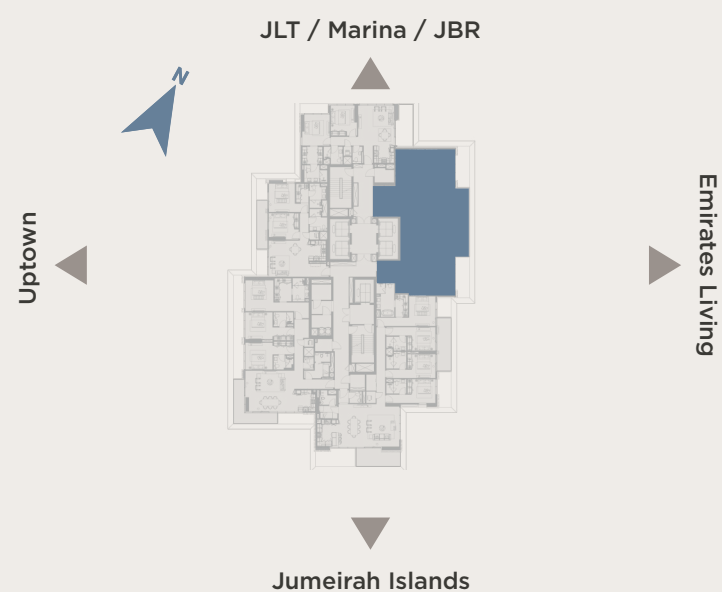 JLT / Marina / JBR
N
Uptown
Emirates Living
Jumeirah Islands